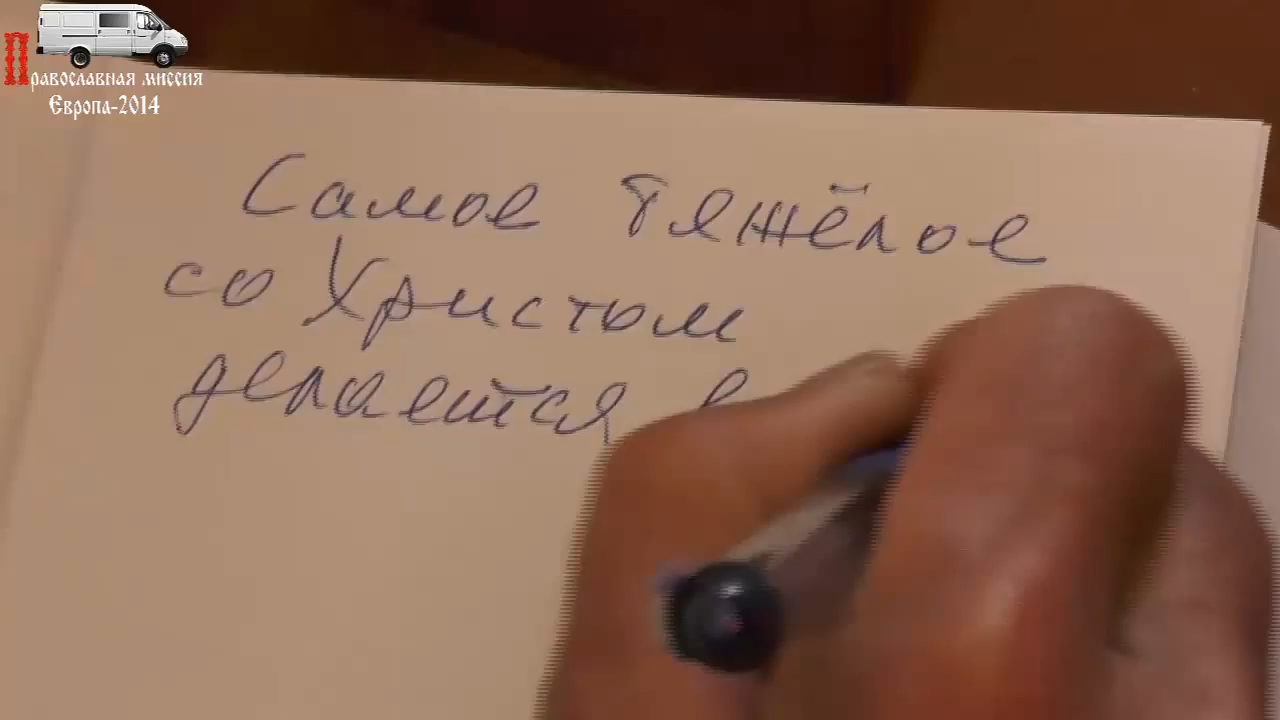 Православная миссия
Европа-2014
Самое тяжёлое
со Христом
делается